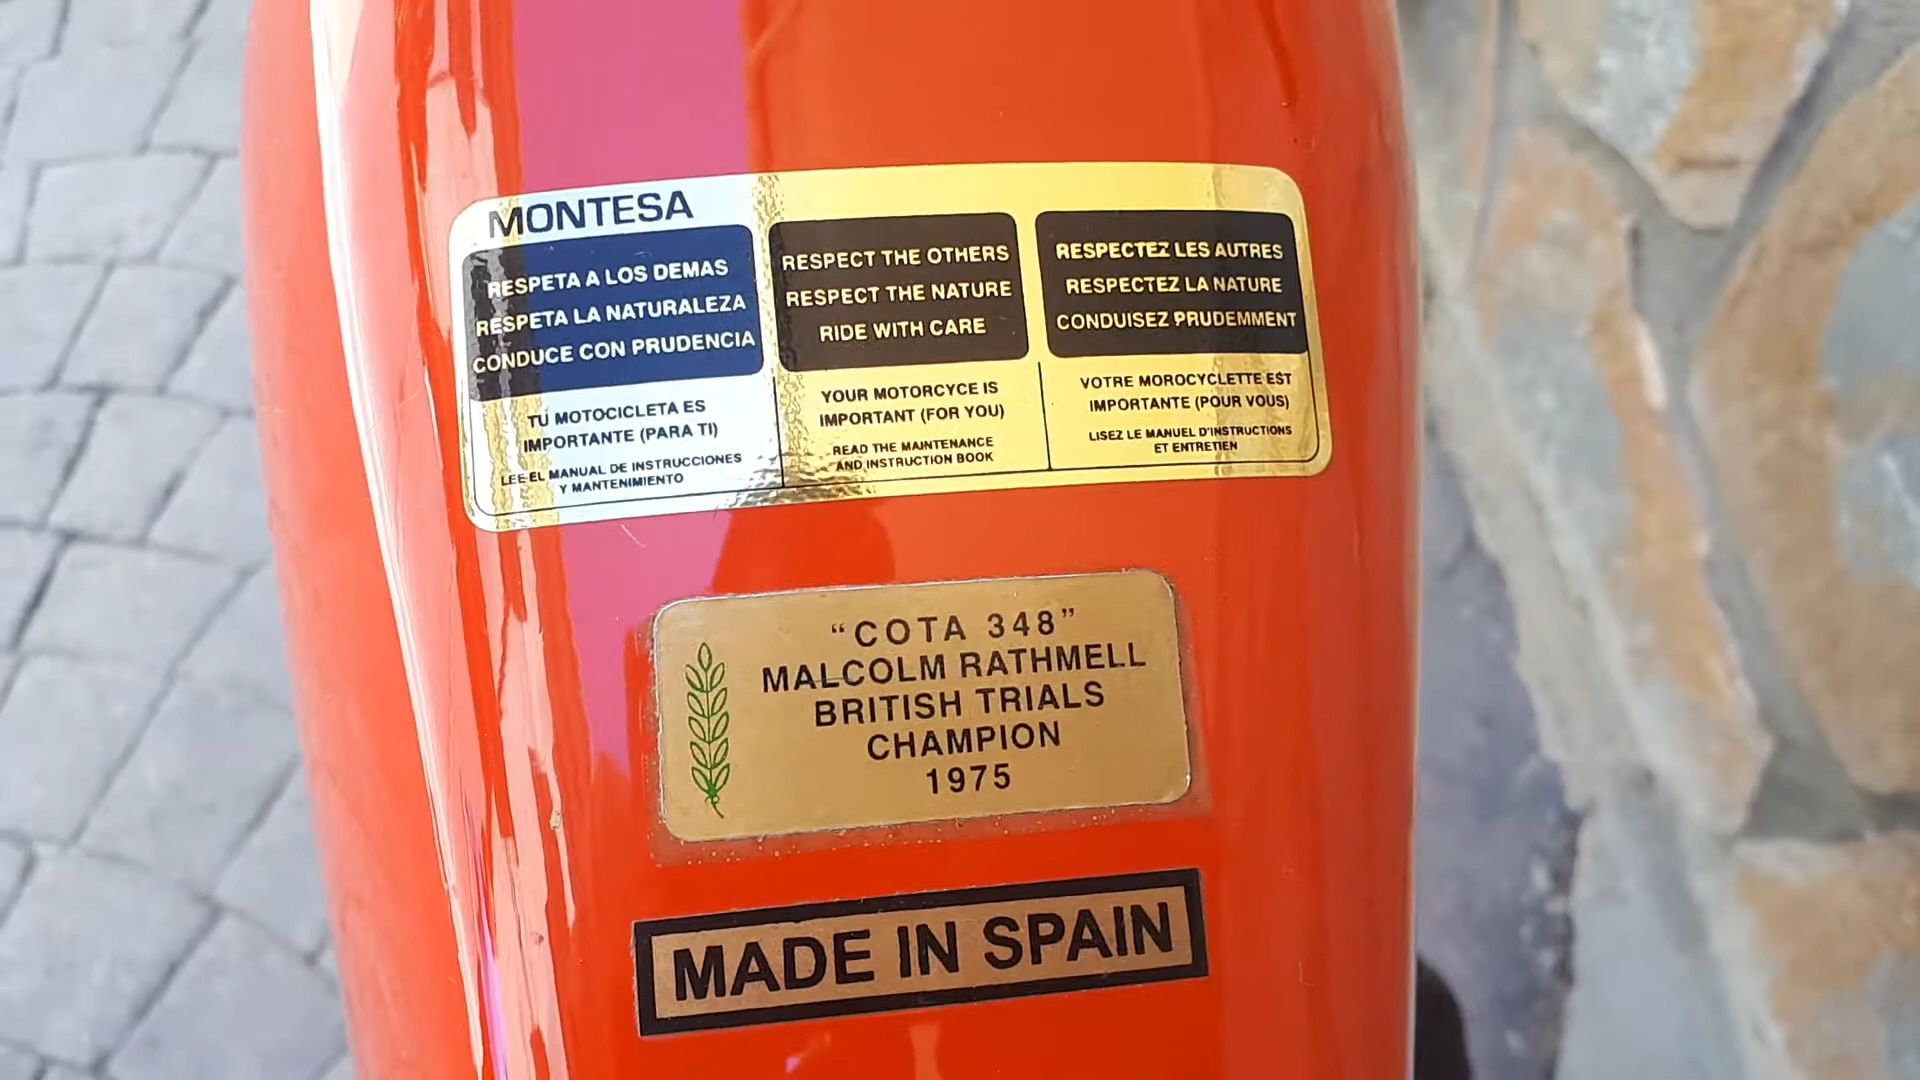 MONTESA
RESPETA A LOS DEMAS
RESPETA LA NATURALEZA
CONDUCE CON PRUDENCIA
TU MOTOCICLETA ES
IMPORTANTE (PARA TI)
LEE EL MANUAL DE INSTRUCCIONES
Y MANTENIMIENTO
RESPECT THE OTHERS
RESPECT THE NATURE
RIDE WITH CARE
YOUR MOTORCYCE IS
IMPORTANT (FOR YOU)
READ THE MAINTENANCE
AND INSTRUCTION BOOK
RESPECTEZ LES AUTRES
RESPECTEZ LA NATURE
CONDUISEZ PRUDEMMENT
VOTRE MOROCYCLETTE EST
IMPORTANTE (POUR VOUS)
LISEZ LE MANUEL D'INSTRUCTIONS
ET ENTRETIEN
“COTA 348”
MALCOLM RATHMELL
BRITISH TRIALS
CHAMPION
1975
MADE IN SPAIN